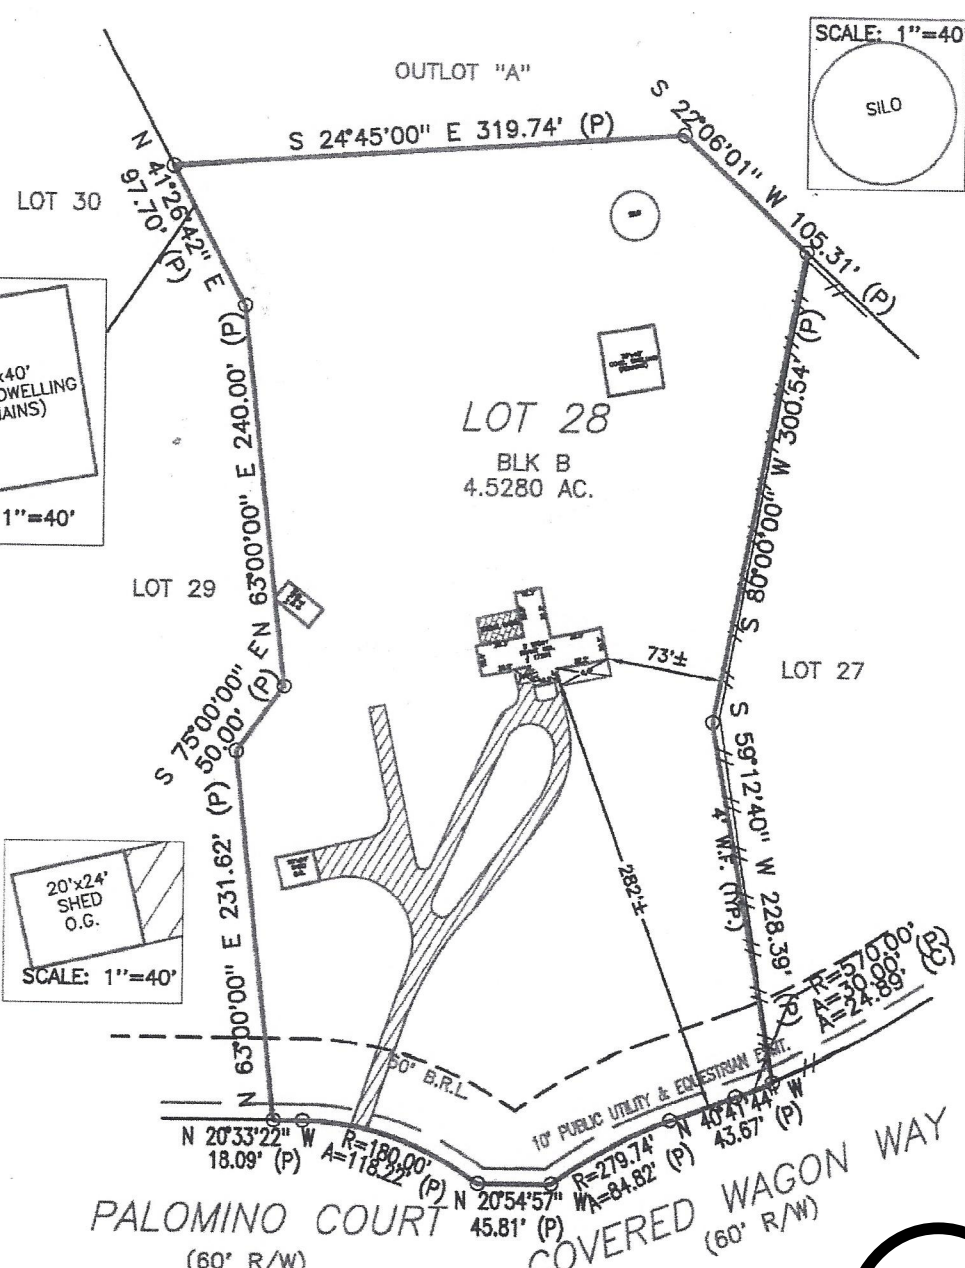 SCALE: 1"=40'
SILO
OUTLOT "A"
S 24°45'00" E 319.74' (P)
S 22°06'01" W 105.31' (P)
N 41°26'42" E
97.70' (P)
LOT 30
x40'
DWELLING
1"=40'
N 63°00'00" E 240.00' (P)
S 80°00'00" W 300.54' (P)
LOT 28
BLK B
4.5280 AC.
LOT 29
S 75°00'00" E
50.00' (P)
73'±
LOT 27
S 59°12'40" W 228.39' (P)
4' W.F. (TYP.)
282'±
20'x24'
SHED
O.G.
SCALE: 1"=40'
N 63°00'00" E 231.62' (P)
R=570.00'
A=30.00' (P)
A=24.89' (C)
50' B.R.L.
10' PUBLIC UTILITY & EQUESTRIAN ESMT.
N 20°33'22" W
18.09' (P)
R=180.00'
A=118.22' (P)
N 20°54'57" W
45.81' (P)
R=279.74'
A=84.82' (P)
N 40°41'44" W
43.67' (P)
PALOMINO COURT
(60' R/W)
COVERED WAGON WAY
(60' R/W)